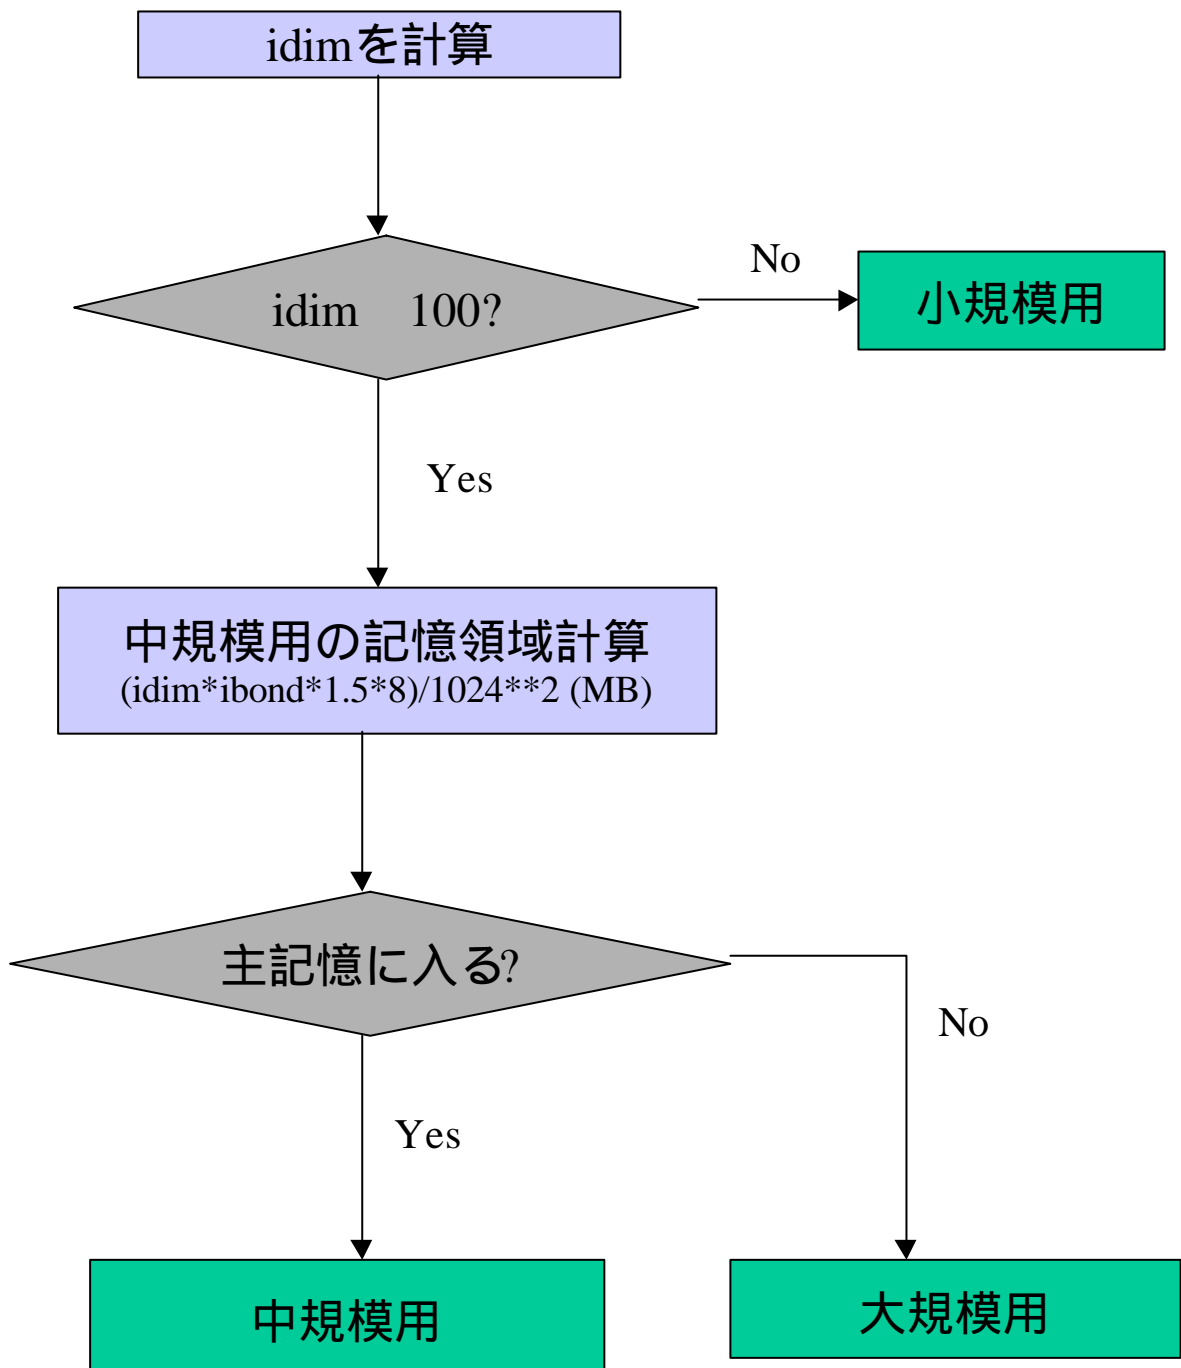 idimを計算
idim 100?
No
小規模用
Yes
中規模用の記憶領域計算
(idim*ibond*1.5*8)/1024**2 (MB)
主記憶に入る?
No
Yes
中規模用
大規模用